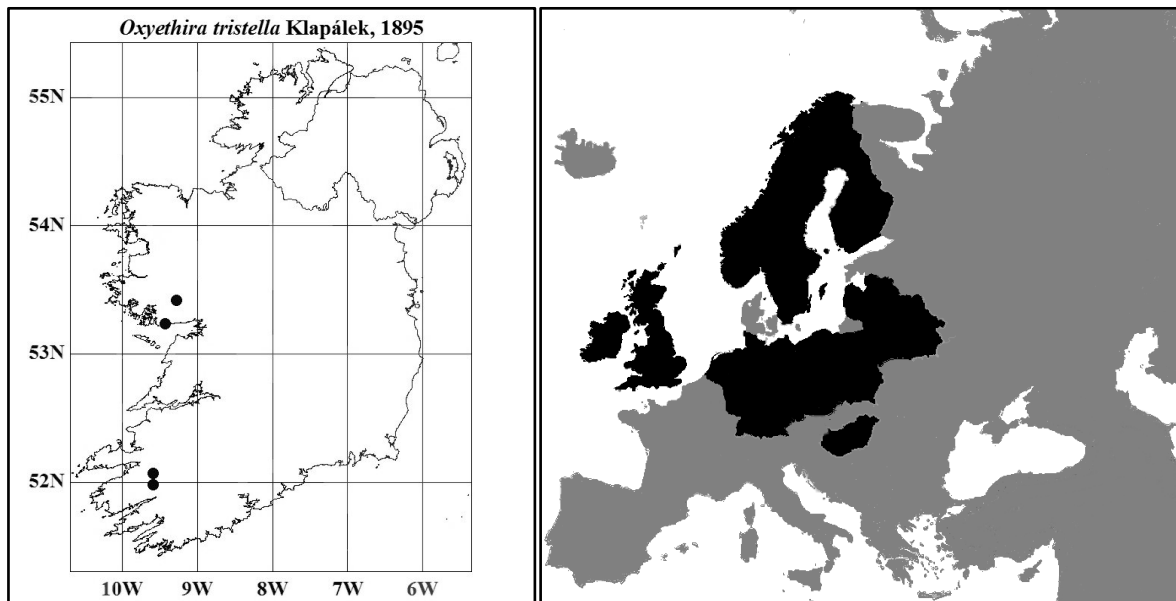 Oxyethira tristella Klapálek, 1895
55N
54N
53N
52N
10W 9W 8W 7W 6W